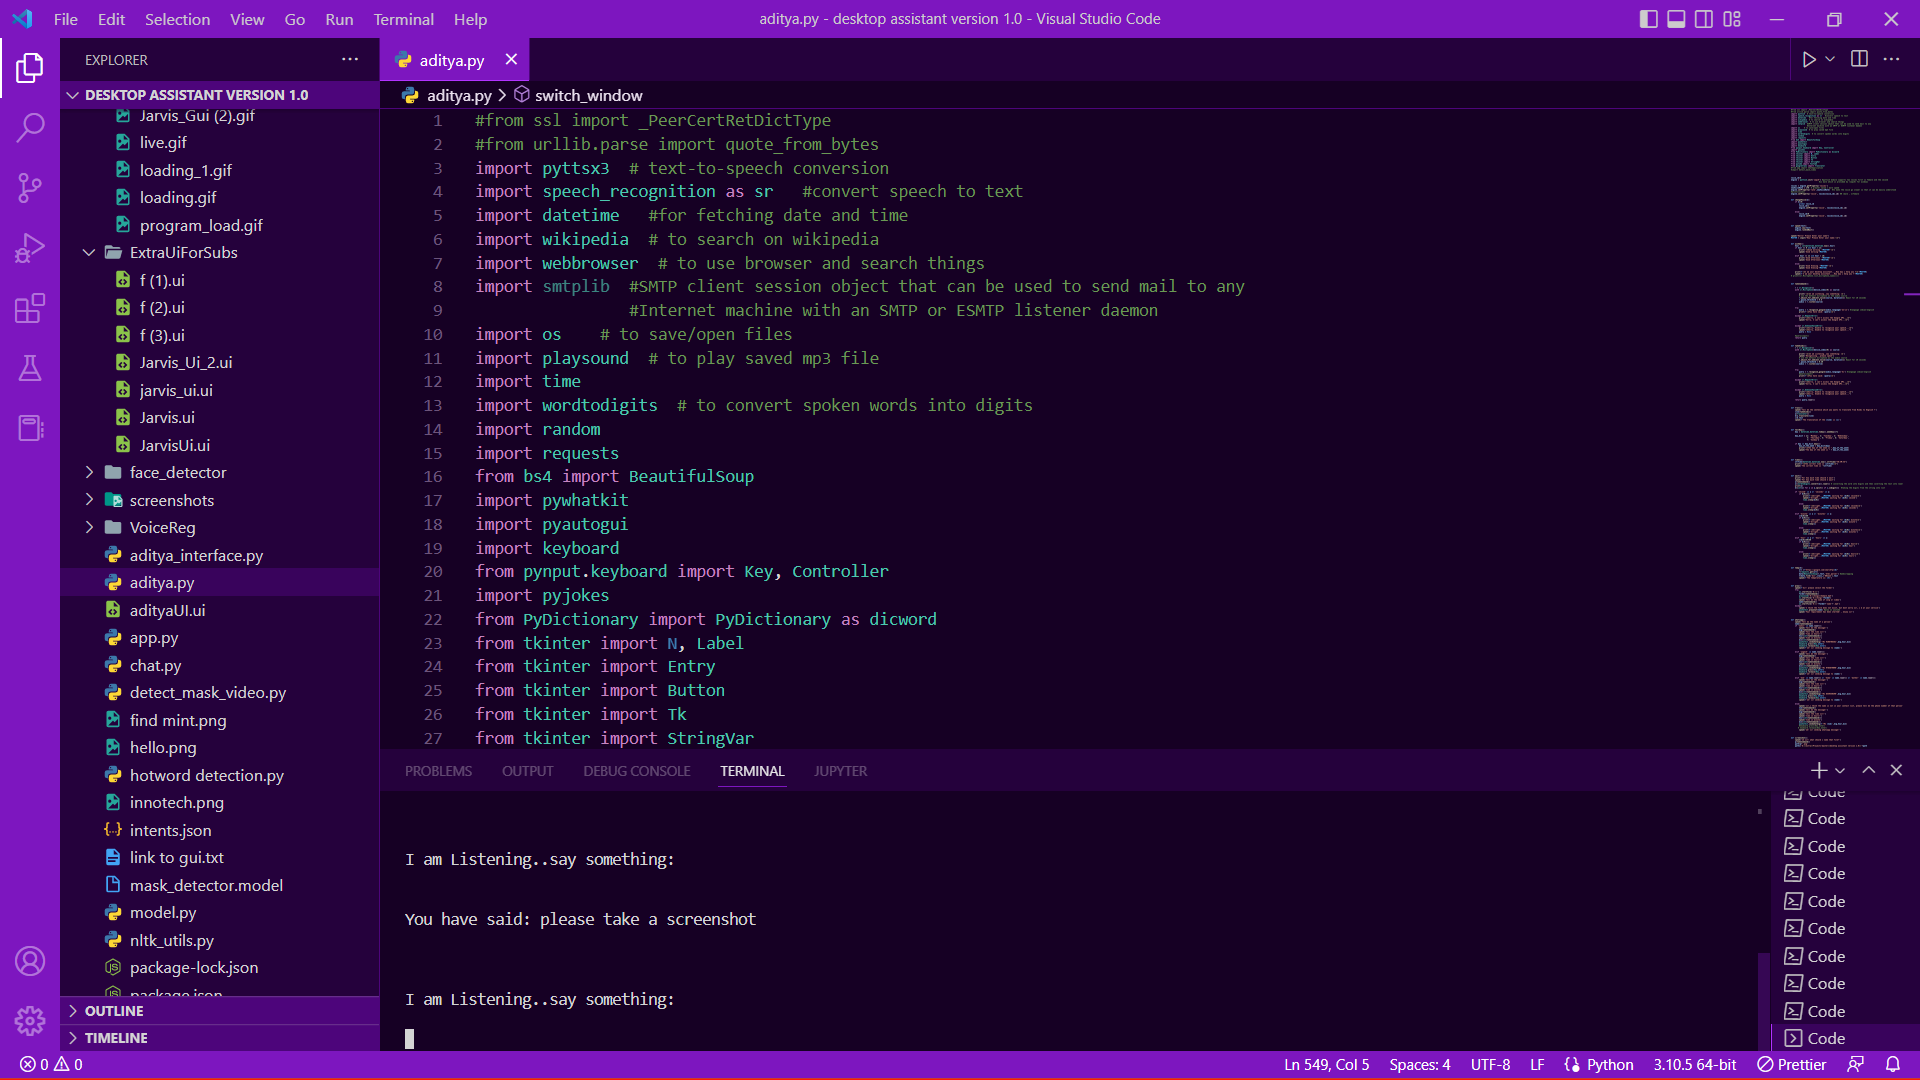 File Edit Selection View Go Run Terminal Help
aditya.py - desktop assistant version 1.0 - Visual Studio Code
EXPLORER
DESKTOP ASSISTANT VERSION 1.0
Jarvis_Gui (2).gif
live.gif
loading_1.gif
loading.gif
program_load.gif
ExtraUiForSubs
f (1).ui
f (2).ui
f (3).ui
Jarvis_Ui_2.ui
jarvis_ui.ui
Jarvis.ui
JarvisUi.ui
face_detector
screenshots
VoiceReg
aditya_interface.py
aditya.py
adityaUI.ui
app.py
chat.py
detect_mask_video.py
find mint.png
hello.png
hotword detection.py
innotech.png
intents.json
link to gui.txt
mask_detector.model
model.py
nltk_utils.py
package-lock.json
package.json
OUTLINE
TIMELINE
aditya.py
aditya.py > switch_window
1 #from ssl import _PeerCertRetDictType
2 #from urllib.parse import quote_from_bytes
3 import pyttsx3 # text-to-speech conversion
4 import speech_recognition as sr #convert speech to text
5 import datetime #for fetching date and time
6 import wikipedia # to search on wikipedia
7 import webbrowser # to use browser and search things
8 import smtplib #SMTP client session object that can be used to send mail to any
9 #Internet machine with an SMTP or ESMTP listener daemon
10 import os # to save/open files
11 import playsound # to play saved mp3 file
12 import time
13 import wordtodigits # to convert spoken words into digits
14 import random
15 import requests
16 from bs4 import BeautifulSoup
17 import pywhatkit
18 import pyautogui
19 import keyboard
20 from pynput.keyboard import Key, Controller
21 import pyjokes
22 from PyDictionary import PyDictionary as dicword
23 from tkinter import N, Label
24 from tkinter import Entry
25 from tkinter import Button
26 from tkinter import Tk
27 from tkinter import StringVar
PROBLEMS OUTPUT DEBUG CONSOLE TERMINAL JUPYTER
I am Listening..say something:
You have said: please take a screenshot
I am Listening..say something:
Code
Code
Code
Code
Code
Code
Code
Code
Code
Code
0 0
Ln 549, Col 5 Spaces: 4 UTF-8 LF Python 3.10.5 64-bit Prettier